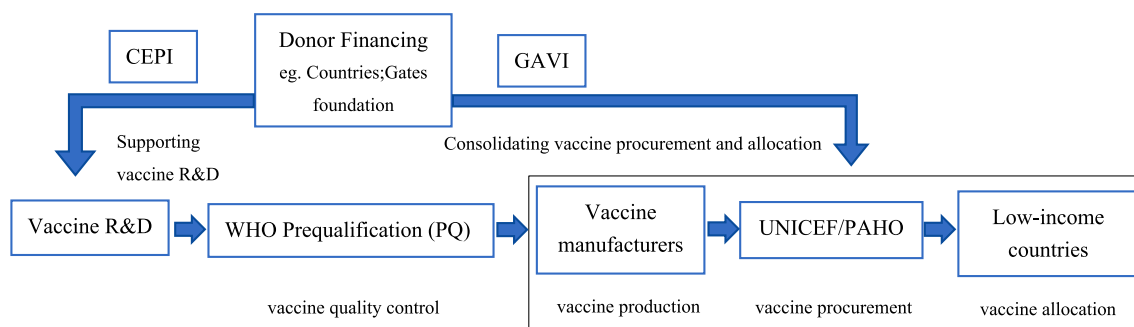 CEPI
Donor Financing
eg. Countries;Gates
foundation
GAVI
Supporting
vaccine R&D
Consolidating vaccine procurement and allocation
Vaccine R&D
WHO Prequalification (PQ)
Vaccine
manufacturers
UNICEF/PAHO
Low-income
countries
vaccine quality control
vaccine production
vaccine procurement
vaccine allocation